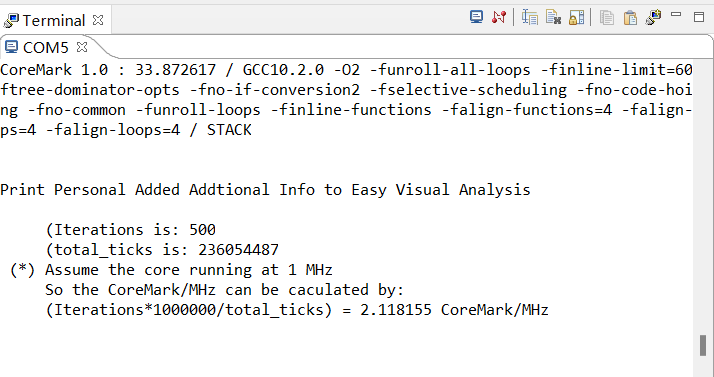 Terminal
COM5
CoreMark 1.0 : 33.872617 / GCC10.2.0 -O2 -funroll-all-loops -finline-limit=60
ftree-dominator-opts -fno-if-conversion2 -fselective-scheduling -fno-code-hoi
ng -fno-common -funroll-loops -finline-functions -falign-functions=4 -falign-
ps=4 -falign-loops=4 / STACK
Print Personal Added Addtional Info to Easy Visual Analysis
(Iterations is: 500
(total_ticks is: 236054487
(*) Assume the core running at 1 MHz
So the CoreMark/MHz can be caculated by:
(Iterations*1000000/total_ticks) = 2.118155 CoreMark/MHz